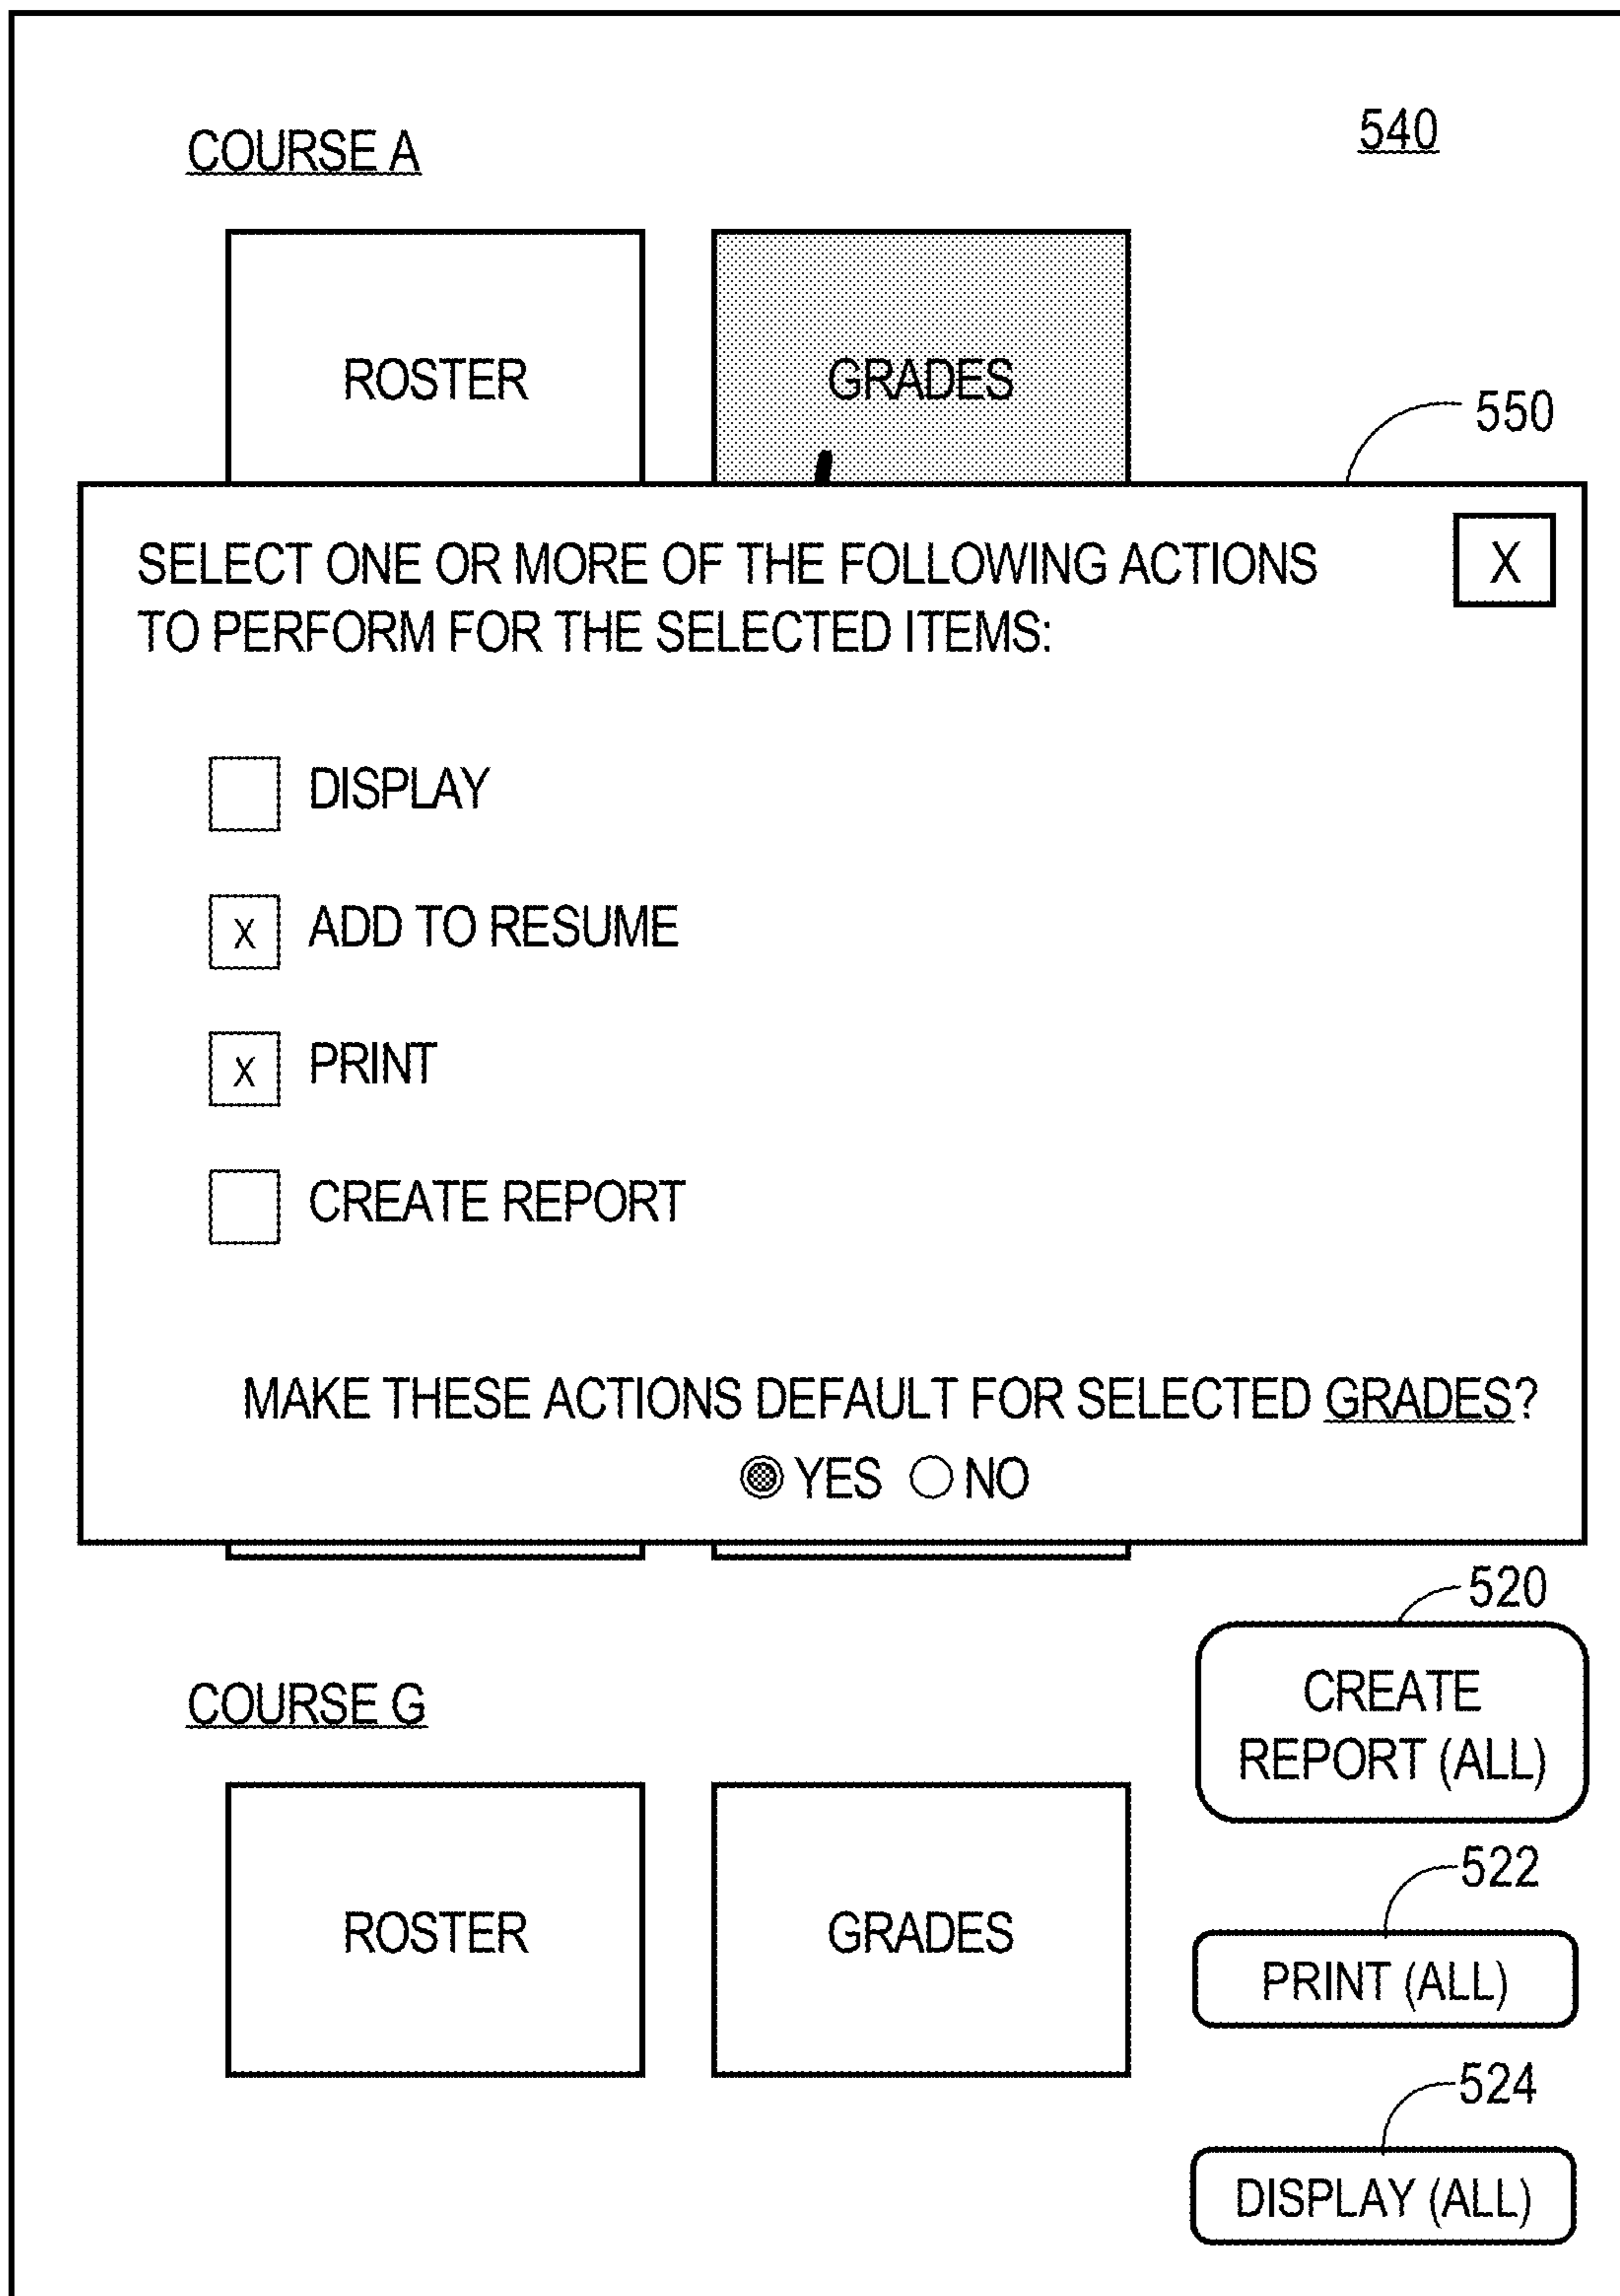 COURSE A
540
ROSTER
GRADES
550
SELECT ONE OR MORE OF THE FOLLOWING ACTIONS
TO PERFORM FOR THE SELECTED ITEMS:
X
DISPLAY
X ADD TO RESUME
X PRINT
CREATE REPORT
MAKE THESE ACTIONS DEFAULT FOR SELECTED GRADES?
YES NO
520
CREATE
REPORT (ALL)
COURSE G
522
ROSTER
GRADES
PRINT (ALL)
524
DISPLAY (ALL)